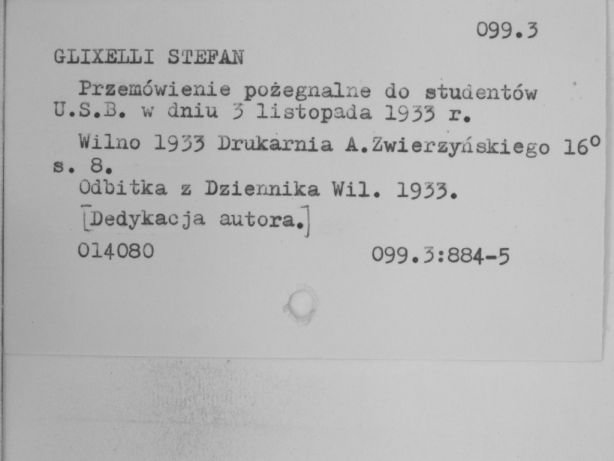 099.3
GLIXELLI STEFAN
Przemówienie pożegnalne do studentów
U.S.B. w dniu 3 listopada 1933 r.
Wilno 1933 Drukarnia A.Zwierzyńskiego 16º
s. 8.
Odbitka z Dziennika Wil. 1933.
[Dedykacja autora.]
014080 099.3:884-5